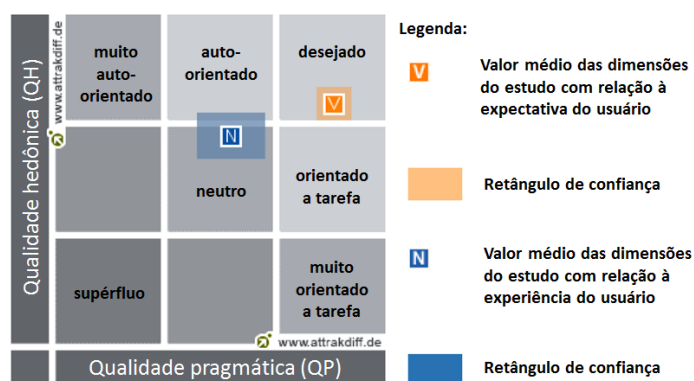 Qualidade hedônica (QH)
www.attrakdiff.de
muito
auto-
orientado
auto-
orientado
desejado
V
N
neutro
orientado
a tarefa
supérfluo
muito
orientado
a tarefa
www.attrakdiff.de
Qualidade pragmática (QP)
Legenda:
V
Valor médio das dimensões
do estudo com relação à
expectativa do usuário
Retângulo de confiança
N
Valor médio das dimensões
do estudo com relação à
experiência do usuário
Retângulo de confiança